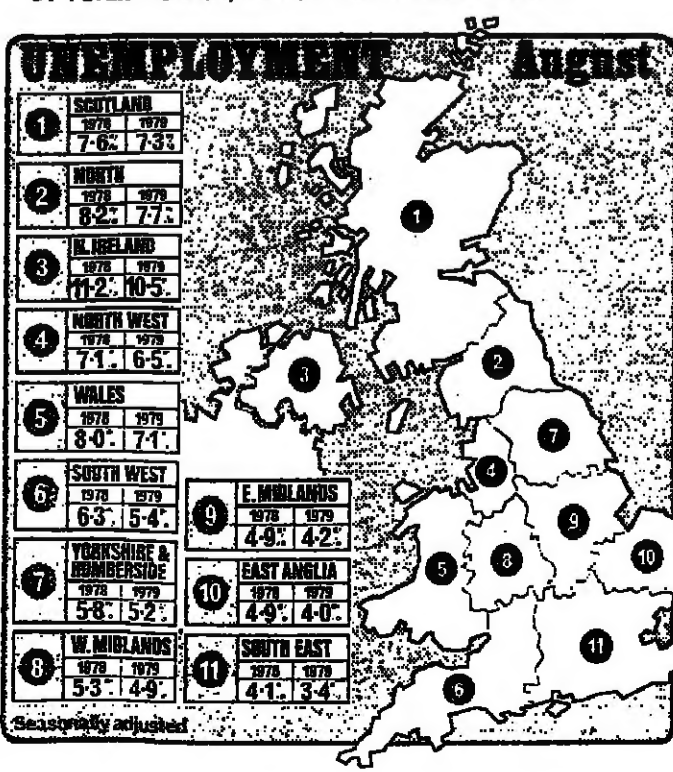 UNEMPLOYMENT August
1 SCOTLAND
1978 1979
7·6% 7·3%
2 NORTH
1978 1979
8·2% 7·7%
3 N. IRELAND
1978 1979
11·2% 10·5%
4 NORTH WEST
1978 1979
7·1% 6·5%
5 WALES
1978 1979
8·0% 7·1%
6 SOUTH WEST
1978 1979
6·3% 5·4%
7 YORKSHIRE &
HUMBERSIDE
1978 1979
5·8% 5·2%
8 W. MIDLANDS
1978 1979
5·3% 4·9%
9 E. MIDLANDS
1978 1979
4·9% 4·2%
10 EAST ANGLIA
1978 1979
4·9% 4·0%
11 SOUTH EAST
1978 1979
4·1% 3·4%
Seasonally adjusted
1
2
3
7
4
9
10
5
8
11
6